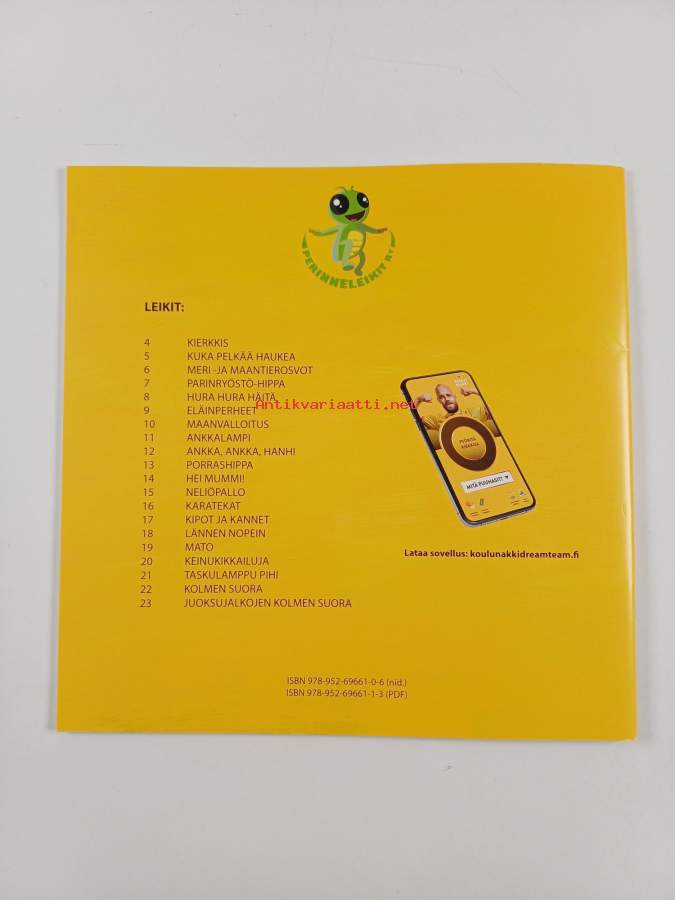 PERINNELEIKIT R.Y.
LEIKIT:
4 KIERKKIS
5 KUKA PELKÄÄ HAUKEA
6 MERI -JA MAANTIEROSVOT
7 PARINRYÖSTÖ-HIPPA
8 HURA HURA HÄITÄ
9 ELÄINPERHEET
10 MAANVALLOITUS
11 ANKKALAMPI
12 ANKKA, ANKKA, HANHI
13 PORRASHIPPA
14 HEI MUMMI!
15 NELIÖPALLO
16 KARATEKAT
17 KIPOT JA KANNET
18 LÄNNEN NOPEIN
19 MATO
20 KEINUKIKKAILUJA
21 TASKULAMPPU PIHI
22 KOLMEN SUORA
23 JUOKSUJALKOJEN KOLMEN SUORA
Antikvariaatti.net
PYÖRITÄ
MITÄ PUUHASIT?
Lataa sovellus: koulunakkidreamteam.fi
ISBN 978-952-69661-0-6 (nid.)
ISBN 978-952-69661-1-3 (PDF)